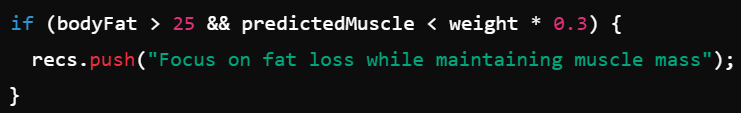 if (bodyFat > 25 && predictedMuscle < weight * 0.3) {
  recs.push("Focus on fat loss while maintaining muscle mass");
}